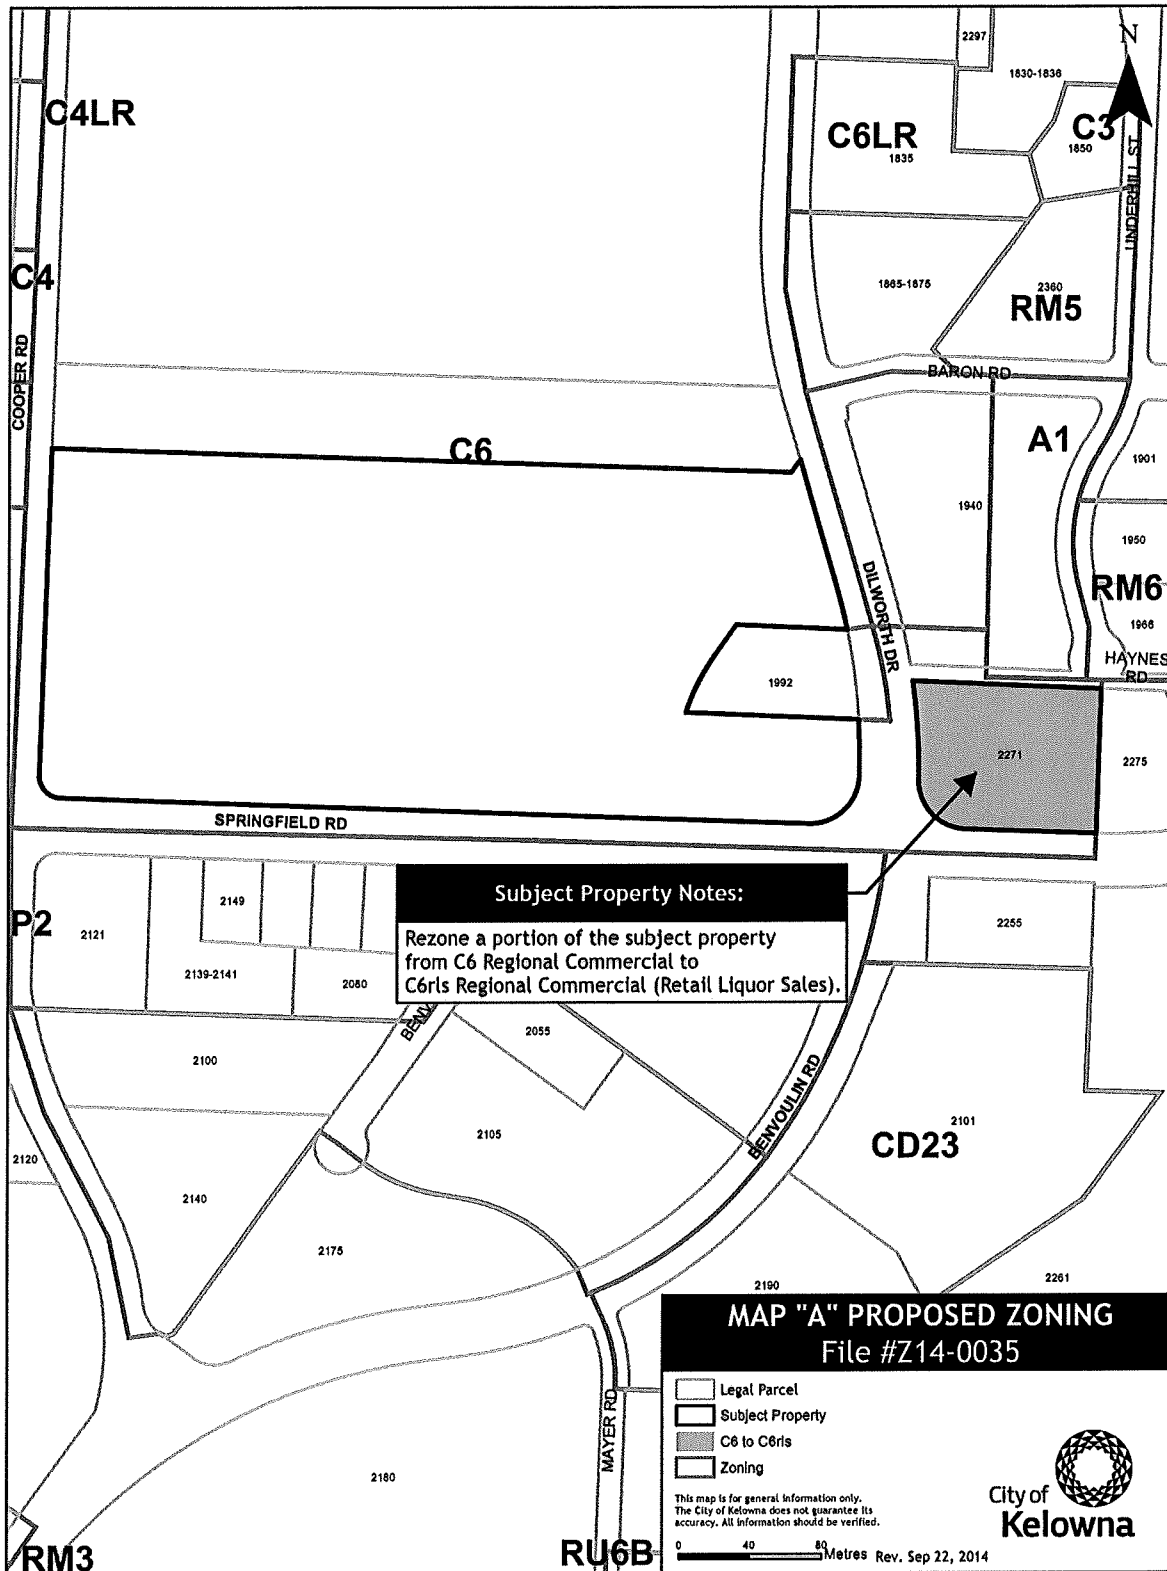 2297
N
1830-1836
C4LR
C6LR
1835
C3
1850
UNDERHILL ST
C4
1865-1875
2360
RM5
COOPER RD
BARON RD
C6
A1
1901
1940
1950
DILWORTH DR
RM6
1966
HAYNES
RD
1992
2271
2275
SPRINGFIELD RD
Subject Property Notes:
Rezone a portion of the subject property
from C6 Regional Commercial to
C6rls Regional Commercial (Retail Liquor Sales).
P2
2121
2149
2139-2141
2080
2255
BENV
2055
2100
BENVOULIN RD
2105
2101
CD23
2120
2140
2175
2190
2261
MAP "A" PROPOSED ZONING
File #Z14-0035
Legal Parcel
Subject Property
C6 to C6rls
Zoning
This map is for general information only.
The City of Kelowna does not guarantee its
accuracy. All information should be verified.
0 40 80 Metres
Rev. Sep 22, 2014
City of
Kelowna
MAYER RD
2180
RM3
RU6B